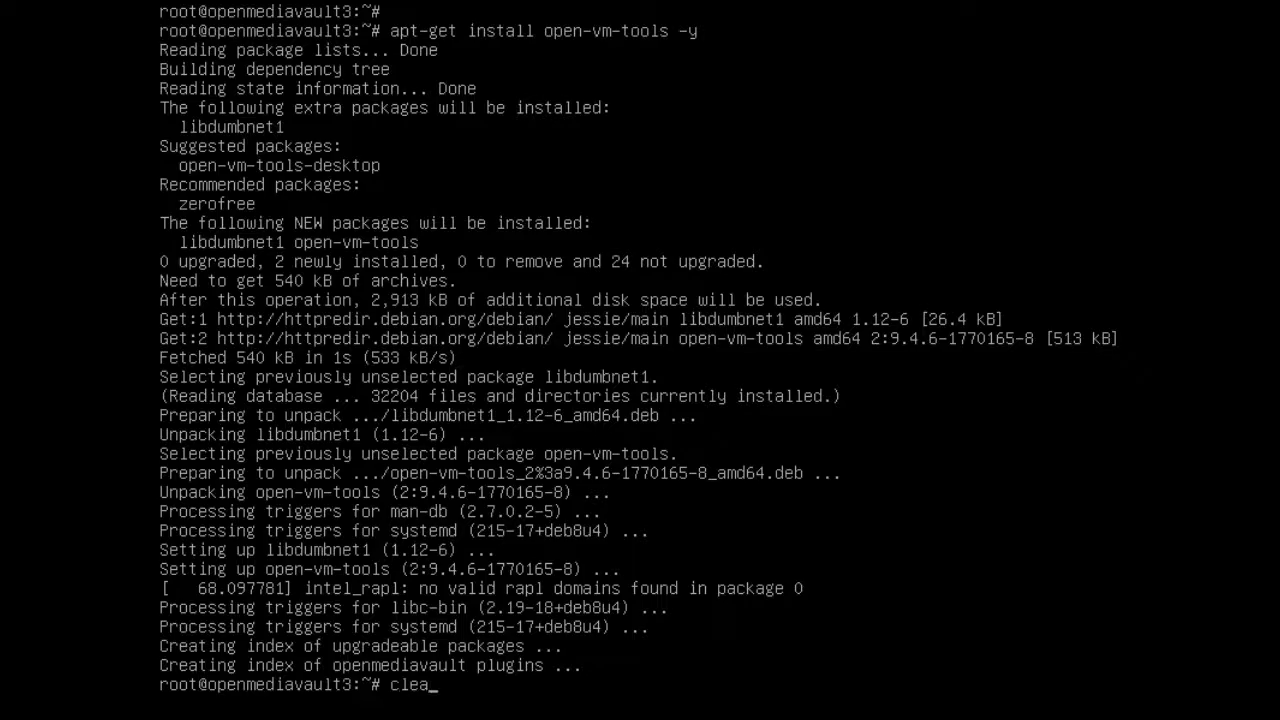 root@openmediavault3:~#
root@openmediavault3:~# apt-get install open-vm-tools -y
Reading package lists... Done
Building dependency tree
Reading state information... Done
The following extra packages will be installed:
  libdumbnet1
Suggested packages:
  open-vm-tools-desktop
Recommended packages:
  zerofree
The following NEW packages will be installed:
  libdumbnet1 open-vm-tools
0 upgraded, 2 newly installed, 0 to remove and 24 not upgraded.
Need to get 540 kB of archives.
After this operation, 2,913 kB of additional disk space will be used.
Get:1 http://httpredir.debian.org/debian/ jessie/main libdumbnet1 amd64 1.12-6 [26.4 kB]
Get:2 http://httpredir.debian.org/debian/ jessie/main open-vm-tools amd64 2:9.4.6-1770165-8 [513 kB]
Fetched 540 kB in 1s (533 kB/s)
Selecting previously unselected package libdumbnet1.
(Reading database ... 32204 files and directories currently installed.)
Preparing to unpack .../libdumbnet1_1.12-6_amd64.deb ...
Unpacking libdumbnet1 (1.12-6) ...
Selecting previously unselected package open-vm-tools.
Preparing to unpack .../open-vm-tools_2%3a9.4.6-1770165-8_amd64.deb ...
Unpacking open-vm-tools (2:9.4.6-1770165-8) ...
Processing triggers for man-db (2.7.0.2-5) ...
Processing triggers for systemd (215-17+deb8u4) ...
Setting up libdumbnet1 (1.12-6) ...
Setting up open-vm-tools (2:9.4.6-1770165-8) ...
[   68.097781] intel_rapl: no valid rapl domains found in package 0
Processing triggers for libc-bin (2.19-18+deb8u4) ...
Processing triggers for systemd (215-17+deb8u4) ...
Creating index of upgradeable packages ...
Creating index of openmediavault plugins ...
root@openmediavault3:~# clea_